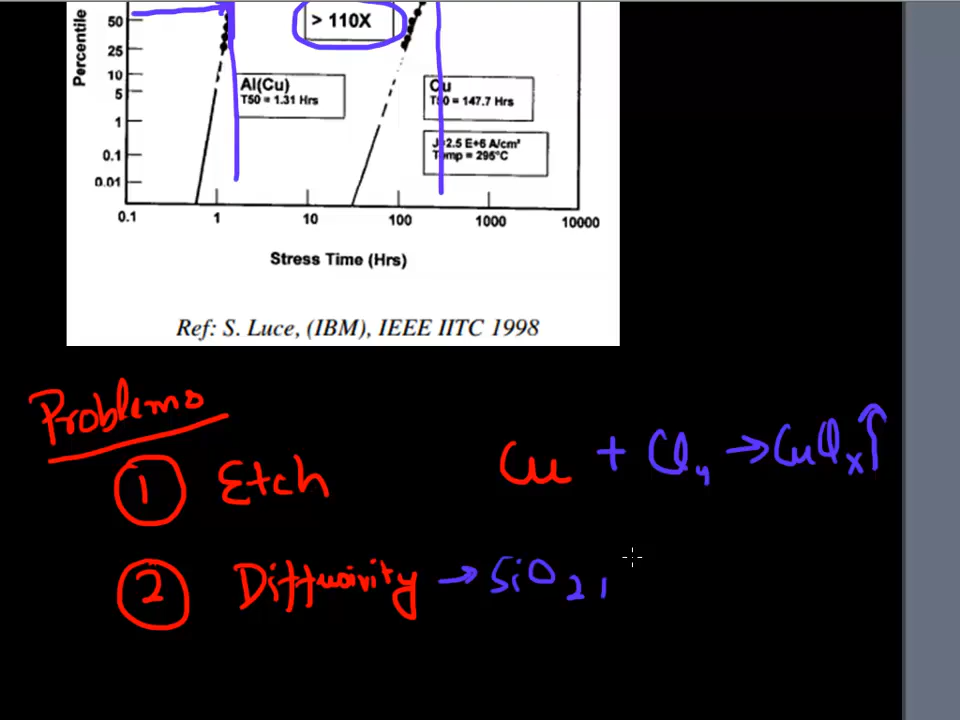 Percentile
50
25
10
5
1
0.1
0.01
> 110X
Al(Cu)
T50 = 1.31 Hrs
Cu
T50 = 147.7 Hrs
J=2.5 E+6 A/cm²
Temp = 295°C
0.1 1 10 100 1000 10000
Stress Time (Hrs)
Ref: S. Luce, (IBM), IEEE IITC 1998
Problems
① Etch Cu + Cl₄ → CuClₓ↑
② Diffusivity → SiO₂,